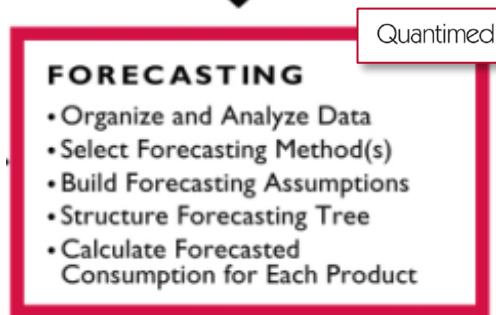 Quantimed
FORECASTING
• Organize and Analyze Data
• Select Forecasting Method(s)
• Build Forecasting Assumptions
• Structure Forecasting Tree
• Calculate Forecasted
Consumption for Each Product